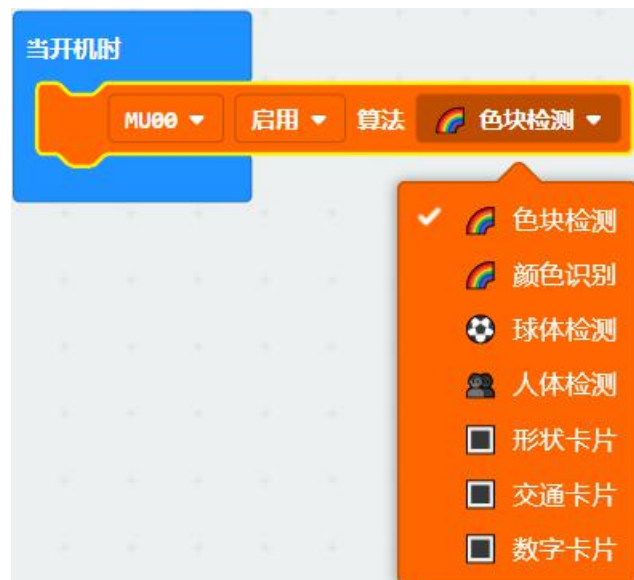 当开机时
MU00 启用 算法 色块检测
色块检测
颜色识别
球体检测
人体检测
形状卡片
交通卡片
数字卡片